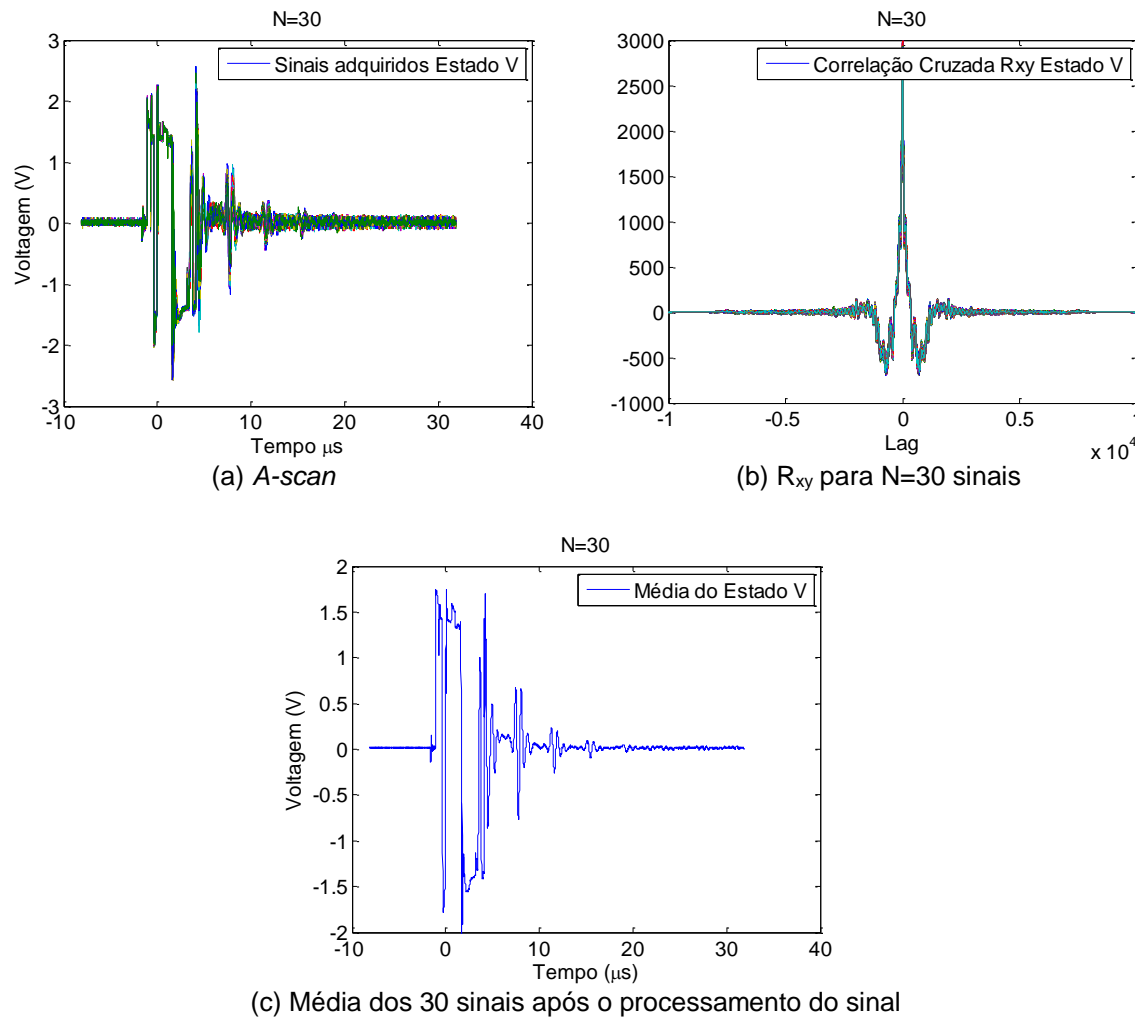 N=30
Sinais adquiridos Estado V
3
2
1
0
-1
-2
-3
Voltagem (V)
-10
0
10
20
30
40
Tempo μs
(a) A-scan
N=30
Correlação Cruzada Rxy Estado V
3000
2500
2000
1500
1000
500
0
-500
-1000
-1
-0.5
0
0.5
1
x 10⁴
Lag
(b) Rxy para N=30 sinais
N=30
Média do Estado V
2
1.5
1
0.5
0
-0.5
-1
-1.5
-2
Voltagem (V)
-10
0
10
20
30
40
Tempo (μs)
(c) Média dos 30 sinais após o processamento do sinal